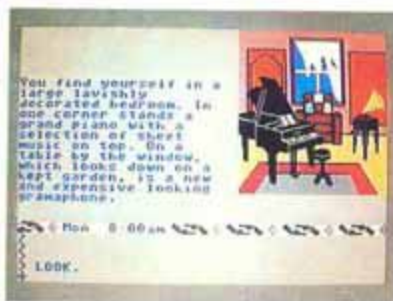 You find yourself in a
large lavishly
decorated bedroom. In
one corner stands a
grand piano with a
selection of sheet
music on top. On a
table by the window,
which looks down on a
kept garden, is a new
and expensive looking
gramaphone.
Mon 8:00am
LOOK.